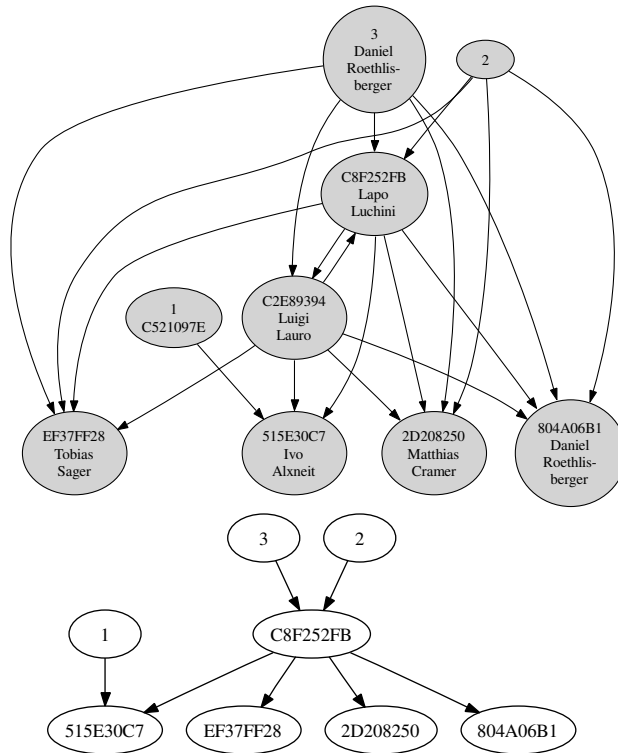 3
Daniel
Roethlis-
berger
2
C8F252FB
Lapo
Luchini
1
C521097E
C2E89394
Luigi
Lauro
EF37FF28
Tobias
Sager
515E30C7
Ivo
Alxneit
2D208250
Matthias
Cramer
804A06B1
Daniel
Roethlis-
berger
3
2
1
C8F252FB
515E30C7
EF37FF28
2D208250
804A06B1